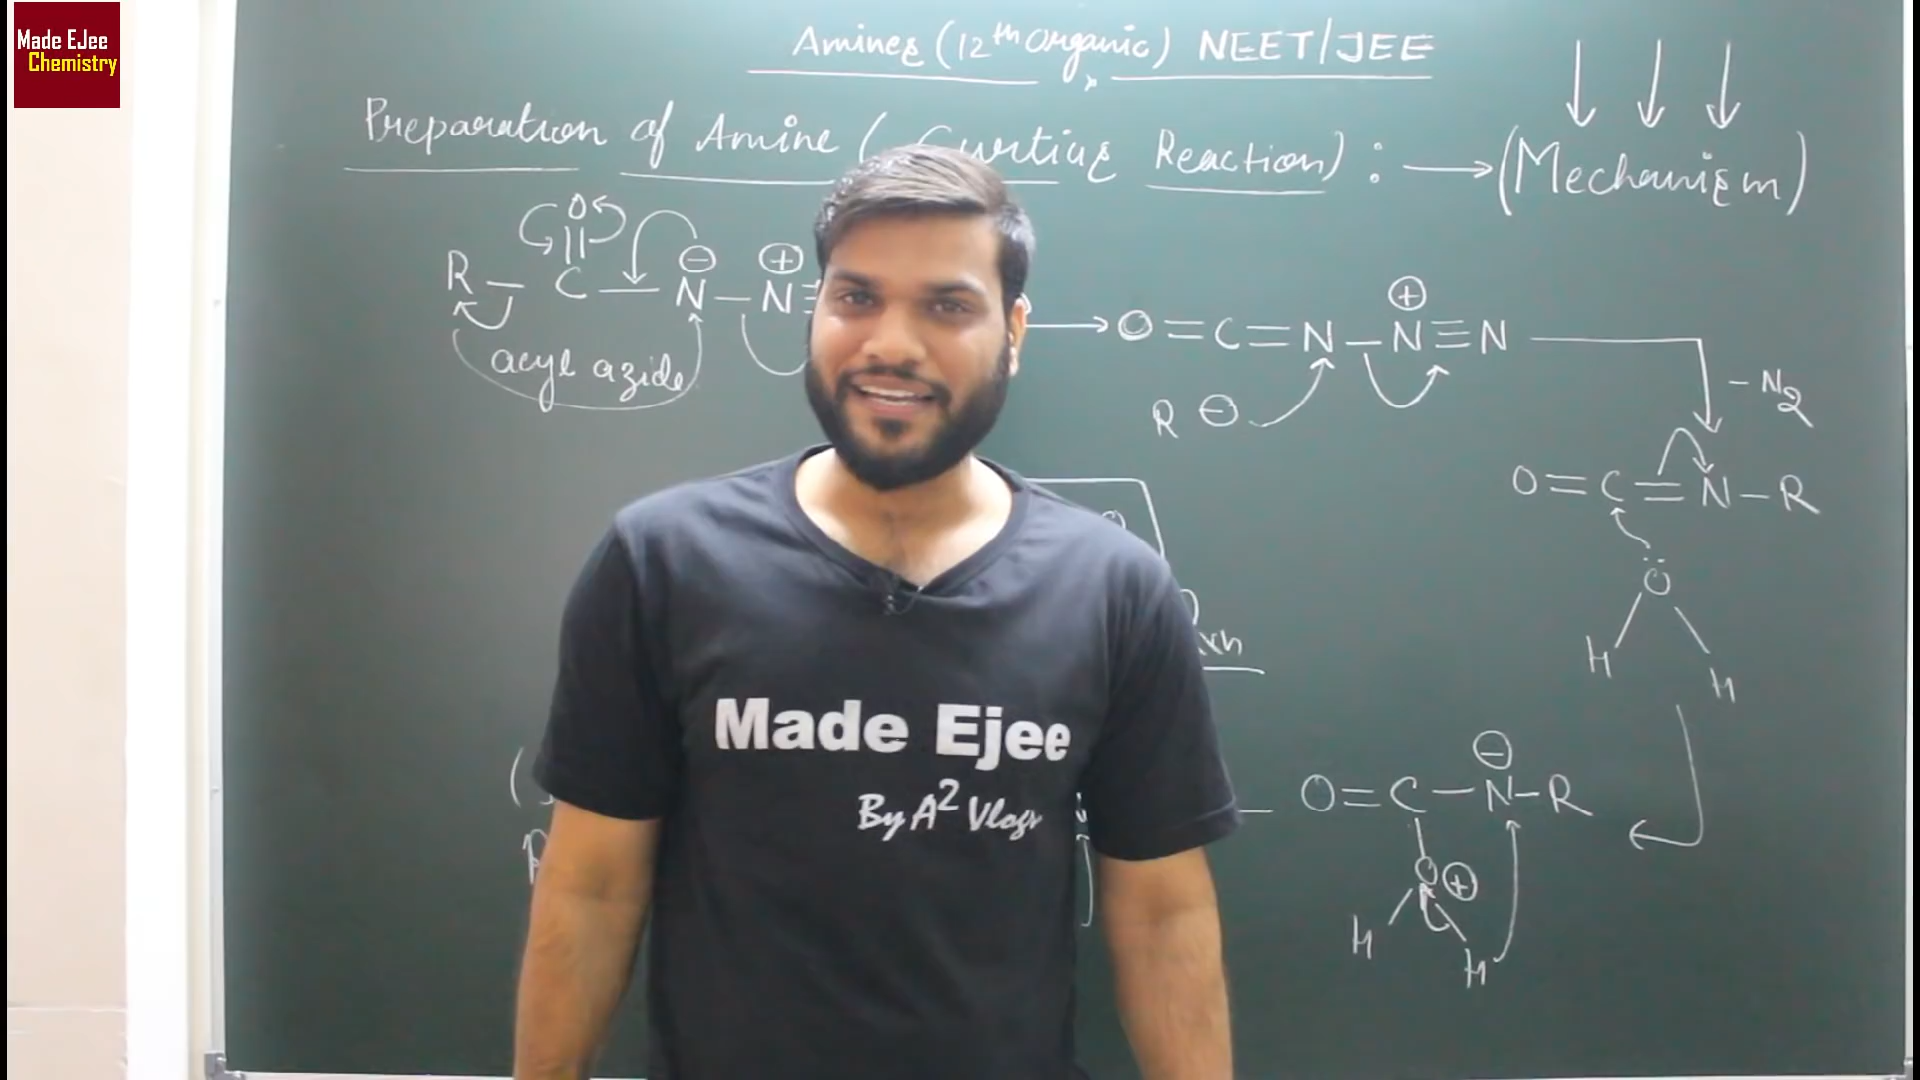 Made EJee
Chemistry
Amines (12th Organic) NEET/JEE
Preparation of Amine ( Curtius Reaction) : → (Mechanism)
O
R - C - N - N
⊖ ⊕
acyl azide
O = C = N - N ≡ N
⊕
R ⊖
- N2
O = C = N - R
Ö
H H
O = C - N - R
⊖
O ⊕
H H
Made Ejee
By A2 Vlogs